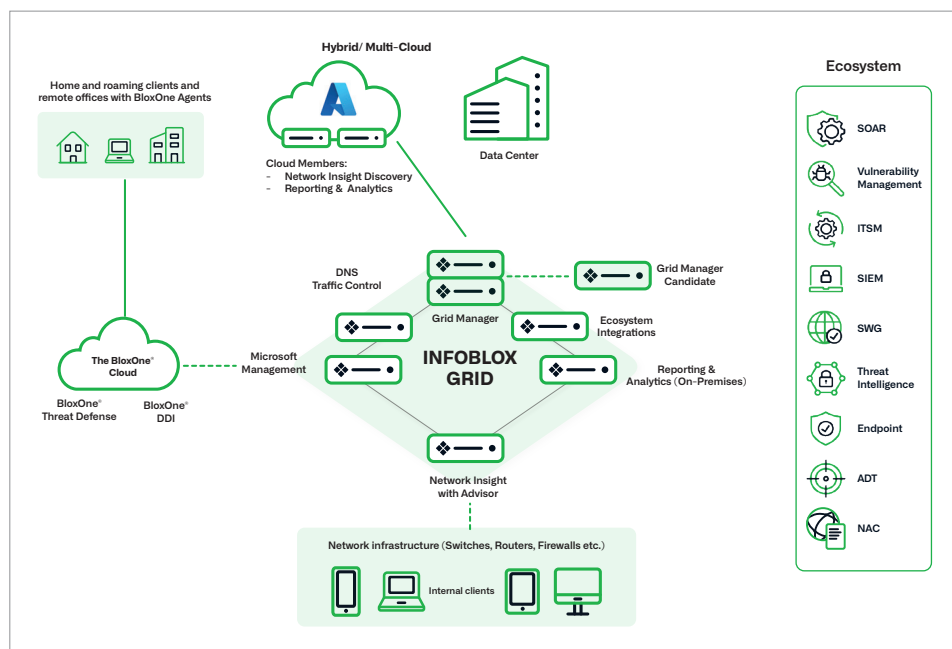 Hybrid/ Multi-Cloud
Home and roaming clients and
remote offices with BloxOne Agents
Cloud Members:
- Network Insight Discovery
- Reporting & Analytics
Data Center
Ecosystem
SOAR
Vulnerability
Management
ITSM
SIEM
SWG
Threat
Intelligence
Endpoint
ADT
NAC
DNS
Traffic Control
Grid Manager
Grid Manager
Candidate
Ecosystem
Integrations
Microsoft
Management
INFOBLOX
GRID
Reporting &
Analytics (On-Premises)
The BloxOne®
Cloud
BloxOne®
Threat Defense
BloxOne®
DDI
Network Insight
with Advisor
Network infrastructure (Switches, Routers, Firewalls etc.)
Internal clients